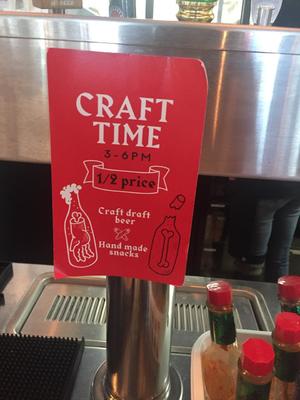 CRAFT
TIME
3-6PM
1/2 price
Craft draft
beer
Hand made
snacks